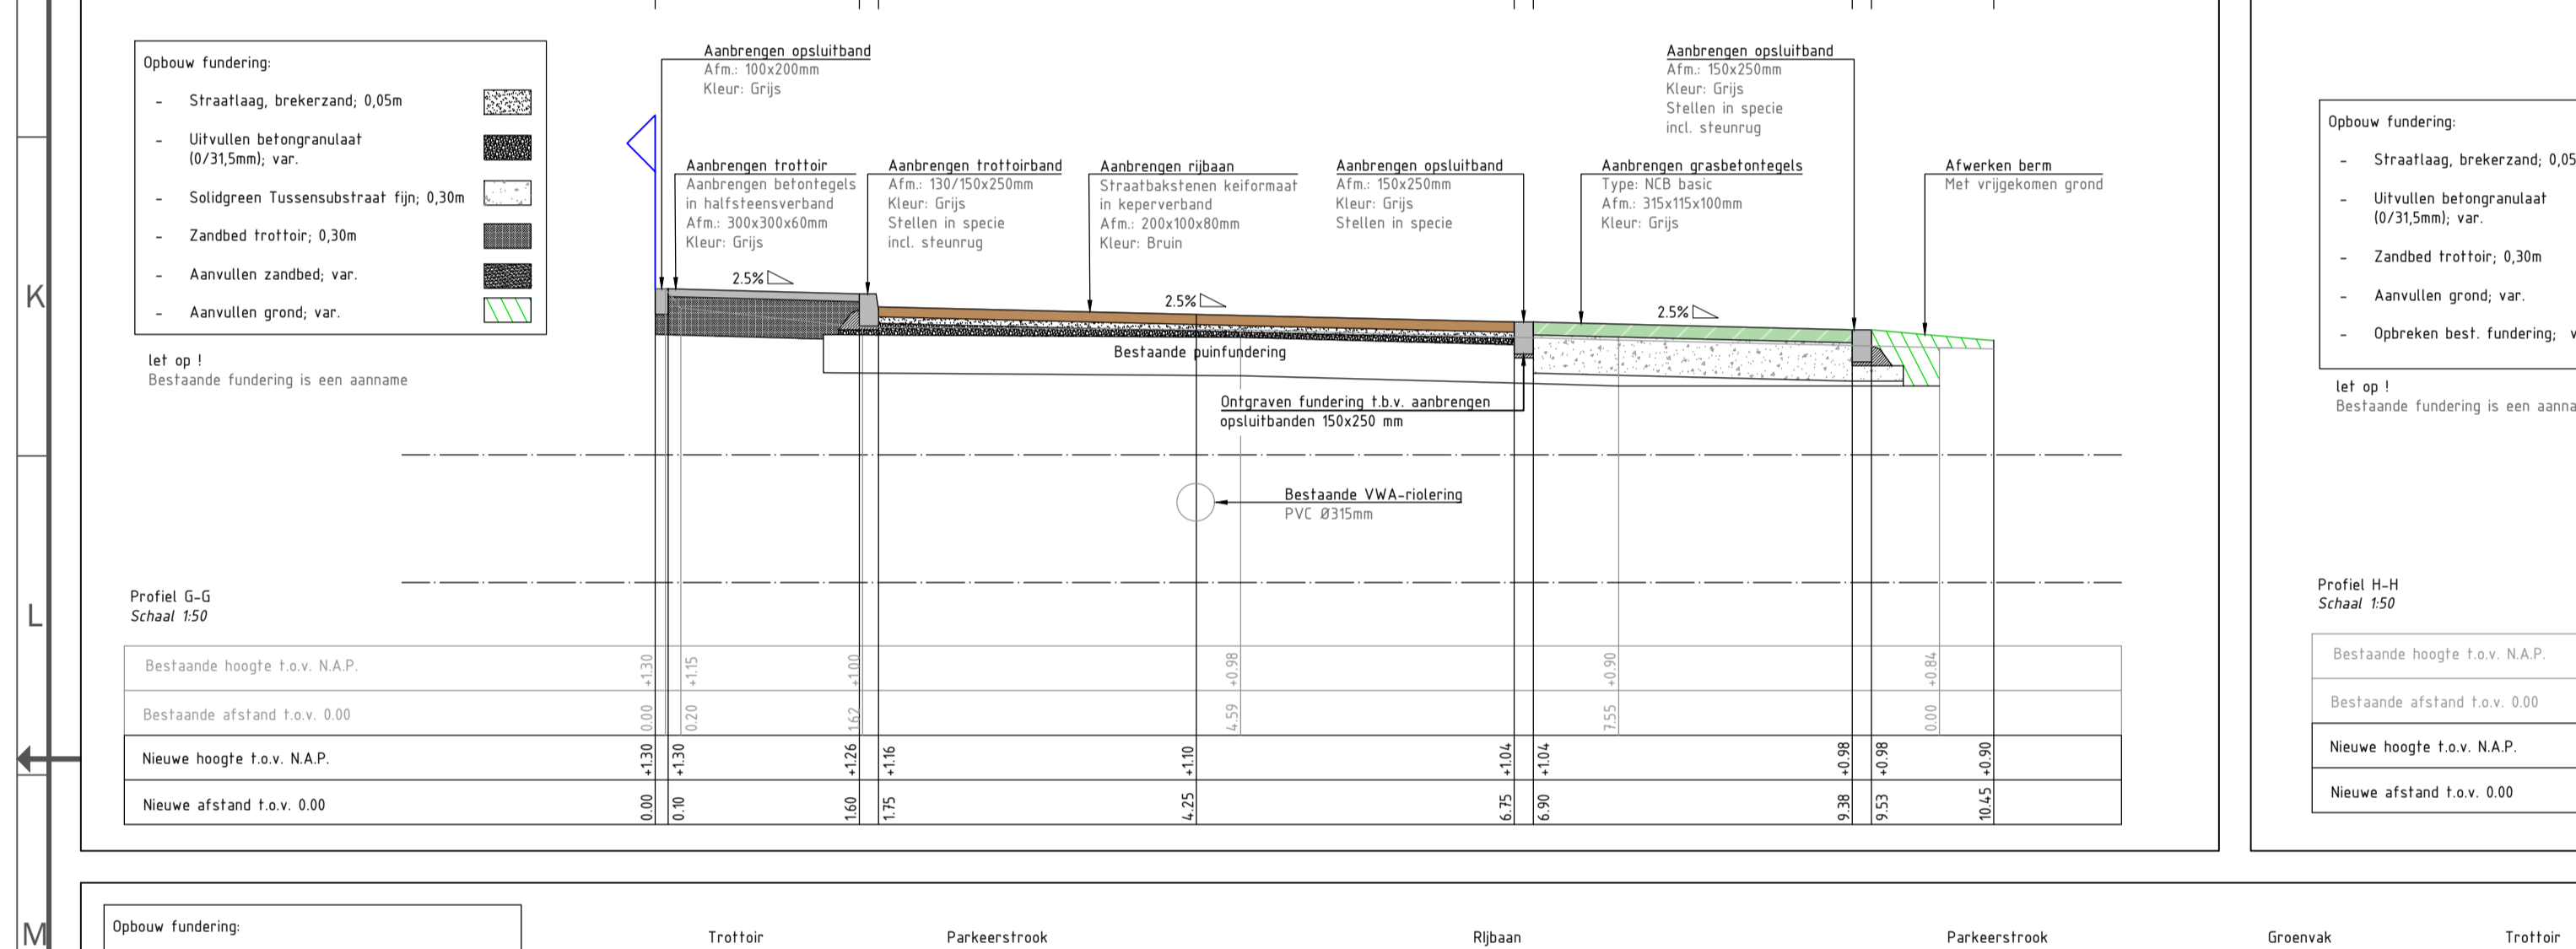 Opbouw fundering:
- Straatlaag, brekerzand; 0,05m
- Uitvullen betongranulaat
(0/31,5mm); var.
- Solidgreen Tussensubstraat fijn; 0,30m
- Zandbed trottoir; 0,30m
- Aanvullen zandbed; var.
- Aanvullen grond; var.
let op !
Bestaande fundering is een aanname
Aanbrengen opsluitband
Afm.: 100x200mm
Kleur: Grijs
Aanbrengen trottoir
Aanbrengen betontegels
in halfsteensverband
Afm.: 300x300x60mm
Kleur: Grijs
Aanbrengen trottoirband
Afm.: 130/150x250mm
Kleur: Grijs
Stellen in specie
incl. steunrug
Aanbrengen rijbaan
Straatbakstenen keiformaat
in keperverband
Afm.: 200x100x80mm
Kleur: Bruin
Aanbrengen opsluitband
Afm.: 150x250mm
Kleur: Grijs
Stellen in specie
Aanbrengen opsluitband
Afm.: 150x250mm
Kleur: Grijs
Stellen in specie
incl. steunrug
Aanbrengen grasbetontegels
Type: NCB basic
Afm.: 315x115x100mm
Kleur: Grijs
Afwerken berm
Met vrijgekomen grond
2.5%
2.5%
2.5%
Bestaande puinfundering
Ontgraven fundering t.b.v. aanbrengen
opsluitbanden 150x250 mm
Bestaande VWA-riolering
PVC Ø315mm
K
L
M
Profiel G-G
Schaal 1:50
Bestaande hoogte t.o.v. N.A.P. +1.30 +1.15 +1.00 +0.98 +0.90 +0.84
Bestaande afstand t.o.v. 0.00 0.00 0.20 1.62 4.59 7.55 0.00
Nieuwe hoogte t.o.v. N.A.P. +1.30 +1.30 +1.26 +1.16 +1.10 +1.04 +1.04 +0.98 +0.98 +0.90
Nieuwe afstand t.o.v. 0.00 0.00 0.10 1.60 1.75 4.25 6.75 6.90 9.38 9.53 10.45
Opbouw fundering:
- Straatlaag, brekerzand; 0,05
- Uitvullen betongranulaat
(0/31,5mm); var.
- Zandbed trottoir; 0,30m
- Aanvullen grond; var.
- Opbreken best. fundering; v
let op !
Bestaande fundering is een aanna
Profiel H-H
Schaal 1:50
Bestaande hoogte t.o.v. N.A.P.
Bestaande afstand t.o.v. 0.00
Nieuwe hoogte t.o.v. N.A.P.
Nieuwe afstand t.o.v. 0.00
Opbouw fundering:
Trottoir Parkeerstrook RIjbaan Parkeerstrook Groenvak Trottoir